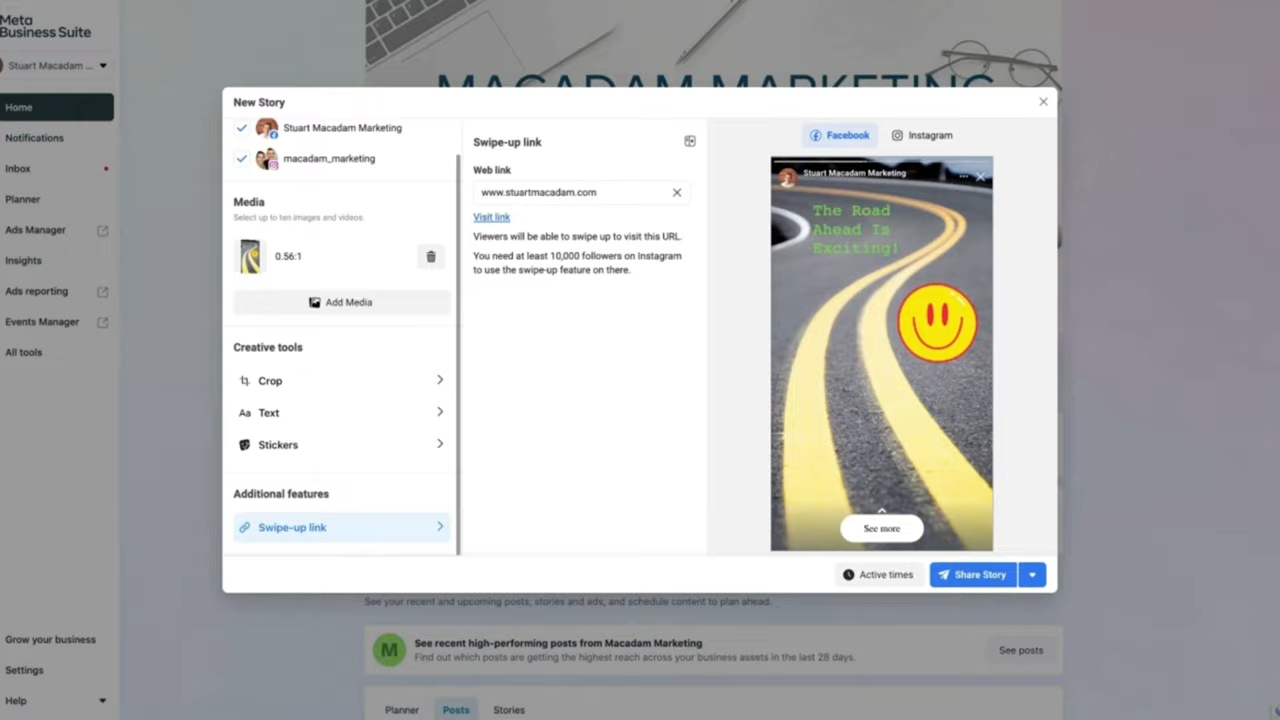 Meta
Business Suite
Stuart Macadam ...
Home
Notifications
Inbox
Planner
Ads Manager
Insights
Ads reporting
Events Manager
All tools
Grow your business
Settings
Help
MACADAM MARKETING
New Story
Stuart Macadam Marketing
macadam_marketing
Media
Select up to ten images and videos.
0.56:1
Add Media
Creative tools
Crop
Aa Text
Stickers
Additional features
Swipe-up link
Swipe-up link
Web link
www.stuartmacadam.com
Visit link
Viewers will be able to swipe up to visit this URL.
You need at least 10,000 followers on Instagram
to use the swipe-up feature on there.
Facebook
Instagram
Stuart Macadam Marketing
The Road
Ahead Is
Exciting!
See more
Active times
Share Story
See your recent and upcoming posts, stories and ads, and schedule content to plan ahead.
M
See recent high-performing posts from Macadam Marketing
Find out which posts are getting the highest reach across your business assets in the last 28 days.
See posts
Planner
Posts
Stories